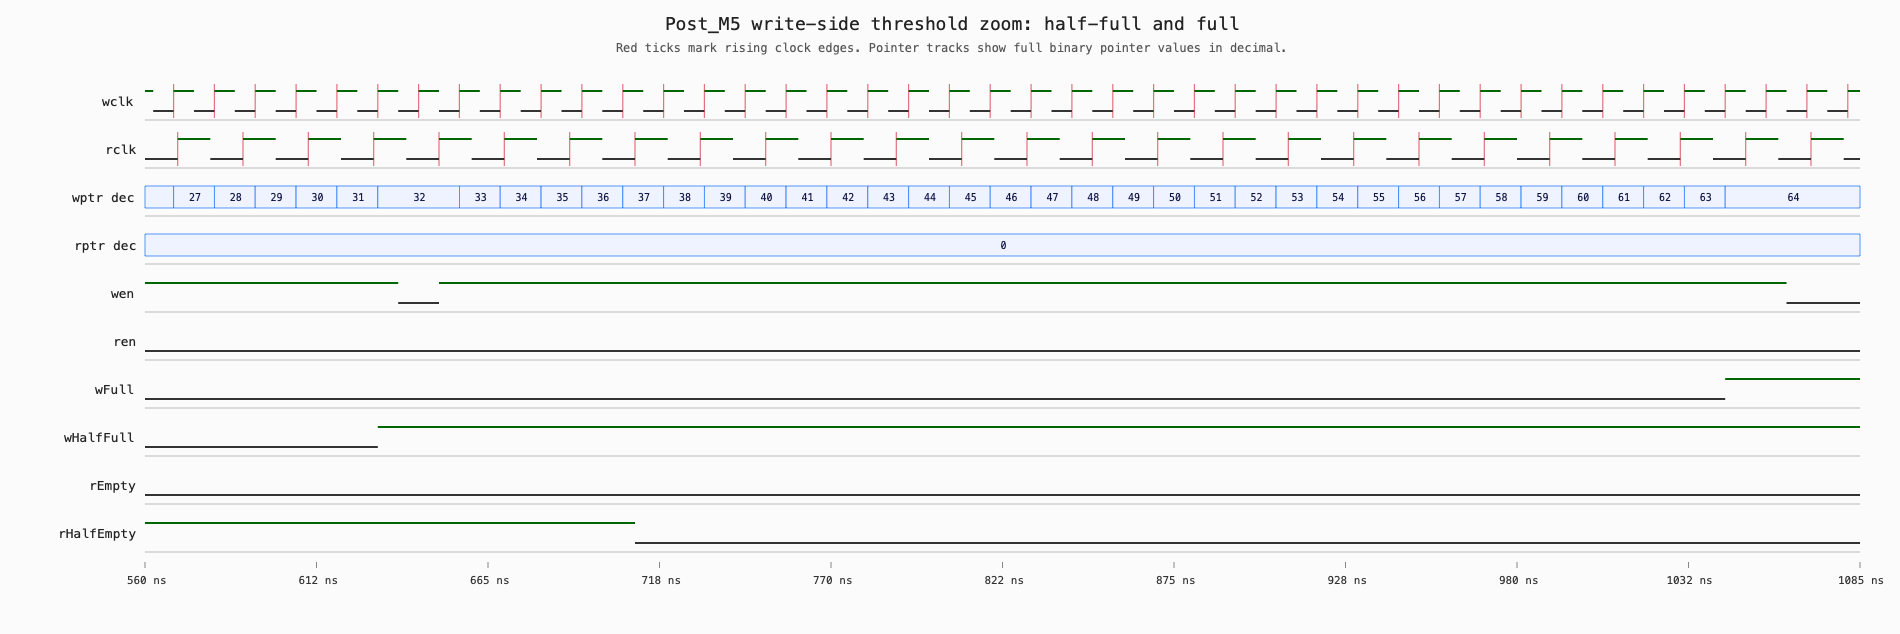 Post_M5 write-side threshold zoom: half-full and full
Red ticks mark rising clock edges. Pointer tracks show full binary pointer values in decimal.
wclk
rclk
wptr dec 27 28 29 30 31 32 33 34 35 36 37 38 39 40 41 42 43 44 45 46 47 48 49 50 51 52 53 54 55 56 57 58 59 60 61 62 63 64
rptr dec 0
wen
ren
wFull
wHalfFull
rEmpty
rHalfEmpty
560 ns 612 ns 665 ns 718 ns 770 ns 822 ns 875 ns 928 ns 980 ns 1032 ns 1085 ns